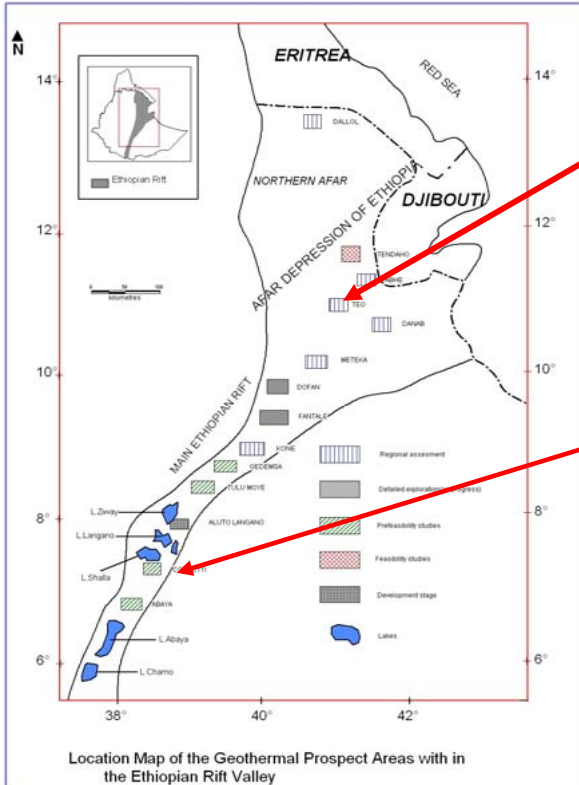 N
14°
14°
ERITREA
RED SEA
DALLOL
Ethiopian Rift
NORTHERN AFAR
DJIBOUTI
AFAR DEPRESSION OF ETHIOPIA
12°
12°
TENDAHO
kilometres
TEO
DANAB
METEKA
10°
10°
DOFAN
MAIN ETHIOPIAN RIFT
FANTALE
KONE
Regional assesment
GEDEMSA
TULU MOYE
L.Ziway
8°
8°
ALUTO LANGANO
Prefeasibility studies
L.Langano
L.Shalla
Feasibility studies
ABAYA
Development stage
L.Abaya
Lakes
6°
6°
L.Chamo
38°
40°
42°
Location Map of the Geothermal Prospect Areas with in
the Ethiopian Rift Valley